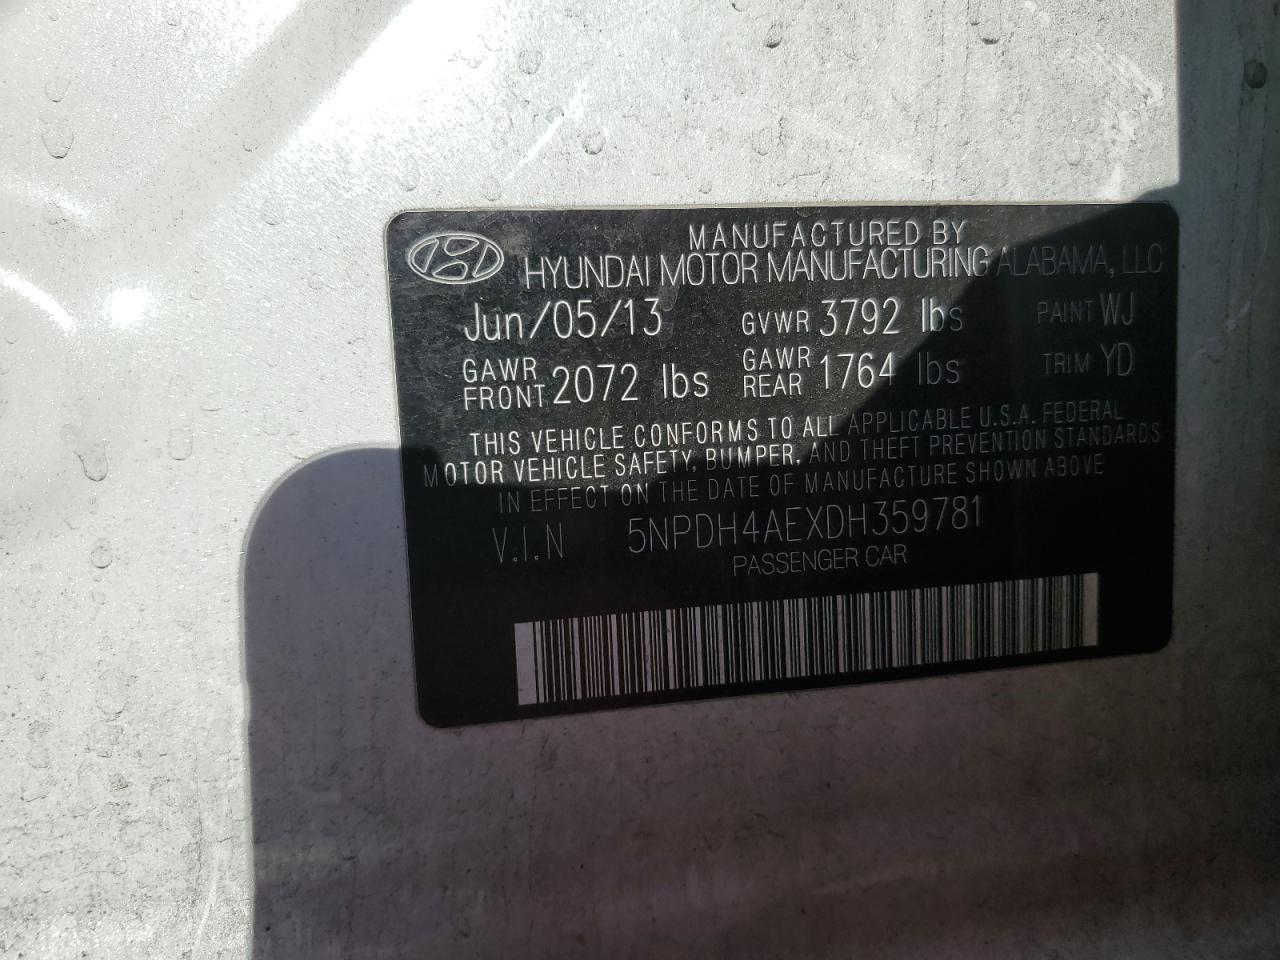 MANUFACTURED BY
HYUNDAI MOTOR MANUFACTURING ALABAMA, LLC
Jun/05/13 GVWR 3792 lbs PAINT WJ
GAWR FRONT 2072 lbs GAWR REAR 1764 lbs TRIM YD
THIS VEHICLE CONFORMS TO ALL APPLICABLE U.S.A. FEDERAL
MOTOR VEHICLE SAFETY, BUMPER, AND THEFT PREVENTION STANDARDS
IN EFFECT ON THE DATE OF MANUFACTURE SHOWN ABOVE
V.I.N 5NPDH4AEXDH359781
PASSENGER CAR